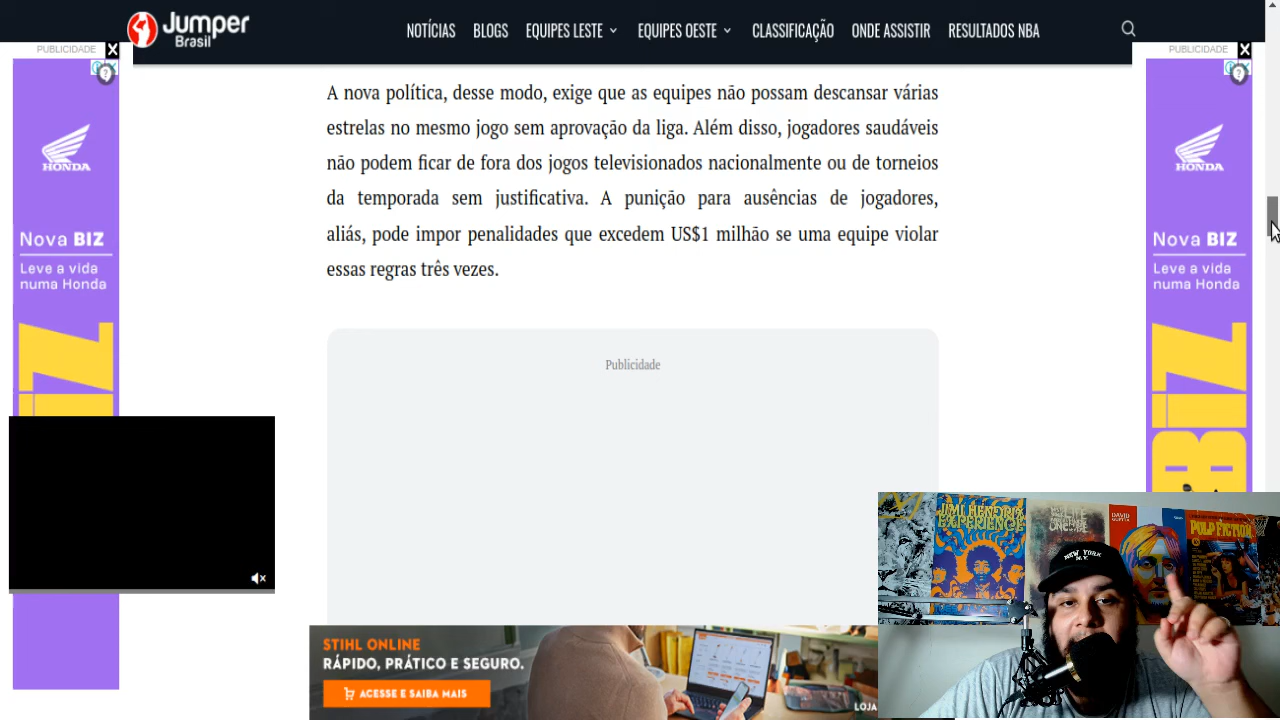 Jumper
Brasil
NOTÍCIAS BLOGS EQUIPES LESTE EQUIPES OESTE CLASSIFICAÇÃO ONDE ASSISTIR RESULTADOS NBA
PUBLICIDADE X
HONDA
Nova BIZ
Leve a vida
numa Honda
BIZ
A nova política, desse modo, exige que as equipes não possam descansar várias
estrelas no mesmo jogo sem aprovação da liga. Além disso, jogadores saudáveis
não podem ficar de fora dos jogos televisionados nacionalmente ou de torneios
da temporada sem justificativa. A punição para ausências de jogadores,
aliás, pode impor penalidades que excedem US$1 milhão se uma equipe violar
essas regras três vezes.
Publicidade
STIHL ONLINE
RÁPIDO, PRÁTICO E SEGURO.
ACESSE E SAIBA MAIS
LOJA
PUBLICIDADE X
HONDA
Nova BIZ
Leve a vida
numa Honda
BIZ
JIMI HENDRIX
EXPERIENCE
DAVID
GUETTA
PULP FICTION
NEW YORK
N.Y.